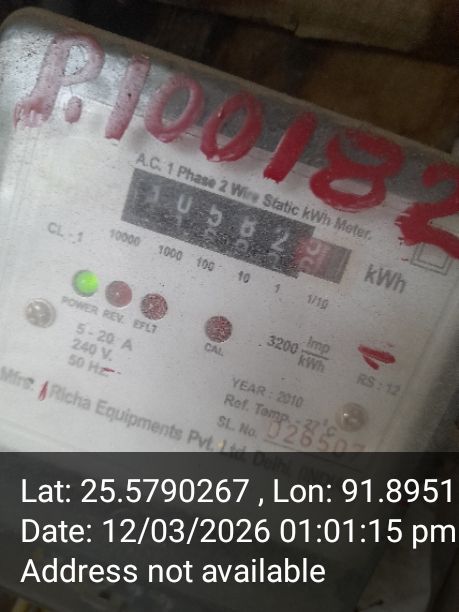 P.100182
A.C. 1 Phase 2 Wire Static kWh Meter.
CL : 1
10000 1000 100 10 1 1/10
kWh
POWER REV. EFLT
CAL
3200 Imp/kWh
5 - 20 A
240 V.
50 Hz
RS : 12
YEAR : 2010
Ref. Temp. - 27°C
SL. No. 026507
Mfrs. Richa Equipments Pvt. Ltd. Delhi
Lat: 25.5790267 , Lon: 91.8951
Date: 12/03/2026 01:01:15 pm
Address not available